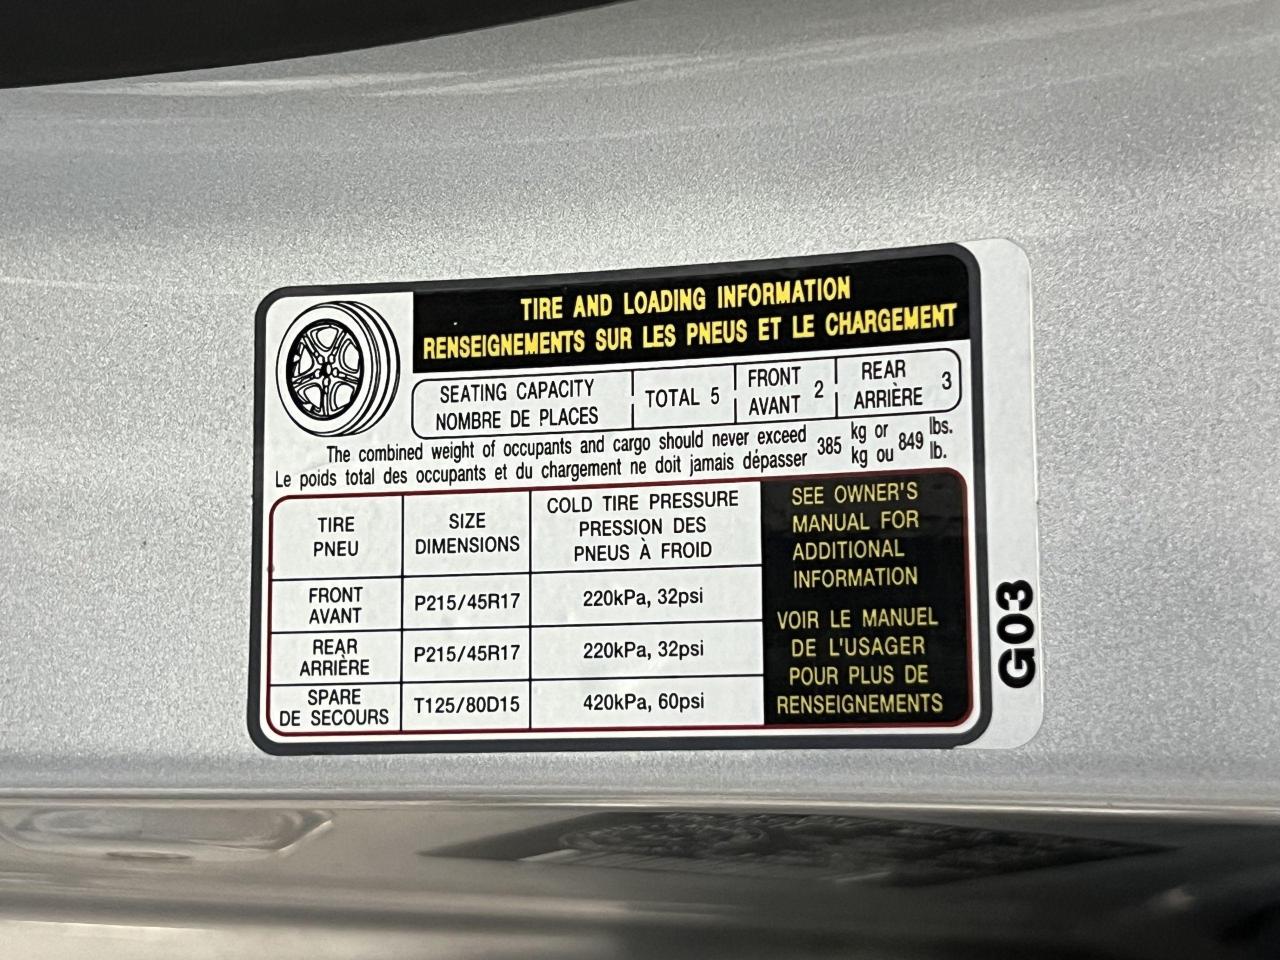 TIRE AND LOADING INFORMATION
RENSEIGNEMENTS SUR LES PNEUS ET LE CHARGEMENT
SEATING CAPACITY
NOMBRE DE PLACES
TOTAL 5
FRONT
AVANT
2
REAR
ARRIÈRE
3
The combined weight of occupants and cargo should never exceed
Le poids total des occupants et du chargement ne doit jamais dépasser
385
kg or
kg ou
849
lbs.
lb.
TIRE
PNEU
SIZE
DIMENSIONS
COLD TIRE PRESSURE
PRESSION DES
PNEUS À FROID
FRONT
AVANT
P215/45R17
220kPa, 32psi
REAR
ARRIÈRE
P215/45R17
220kPa, 32psi
SPARE
DE SECOURS
T125/80D15
420kPa, 60psi
SEE OWNER'S
MANUAL FOR
ADDITIONAL
INFORMATION
VOIR LE MANUEL
DE L'USAGER
POUR PLUS DE
RENSEIGNEMENTS
G03